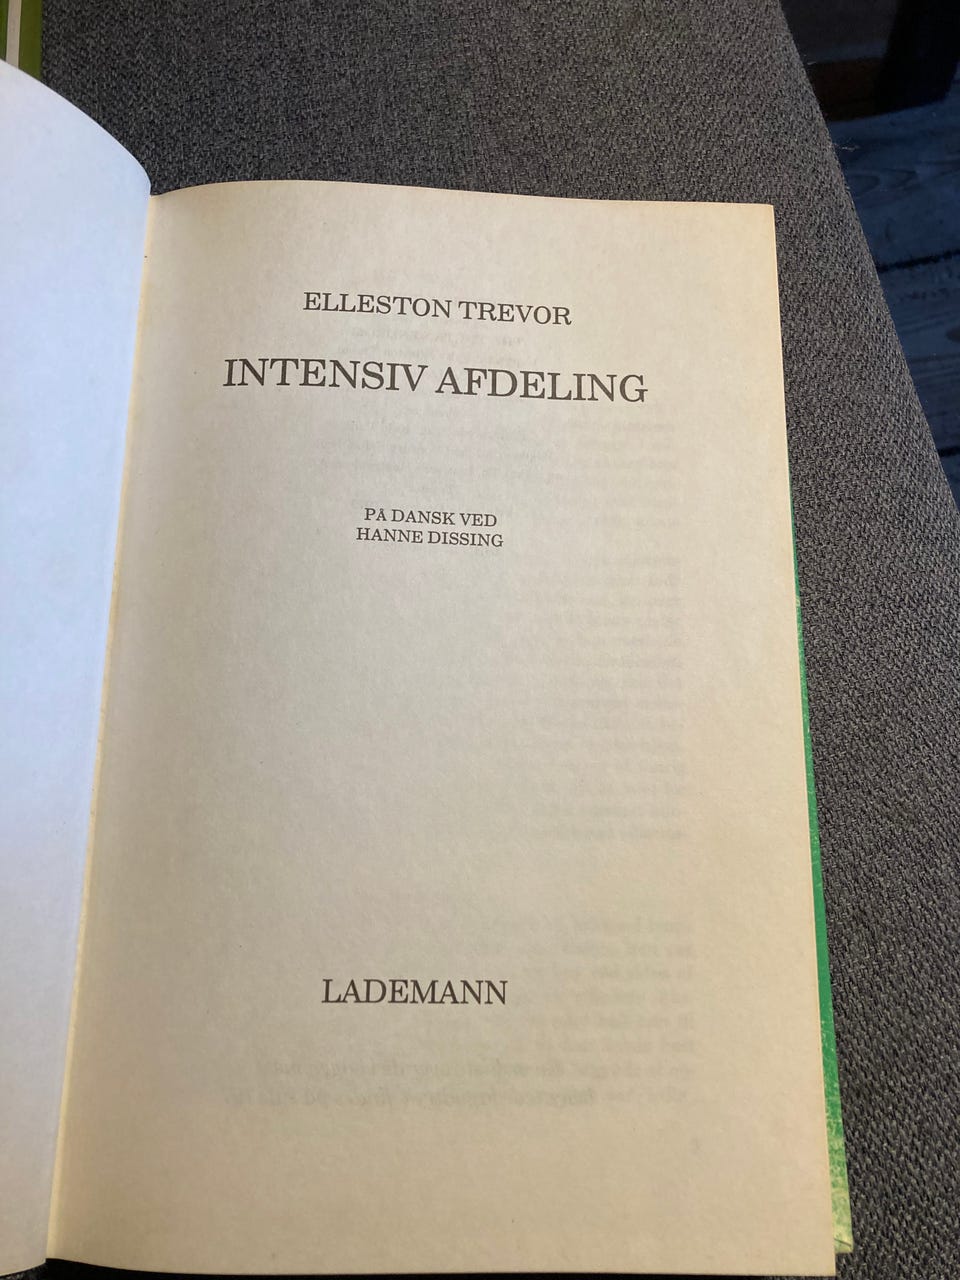 ELLESTON TREVOR
INTENSIV AFDELING
PÅ DANSK VED
HANNE DISSING
LADEMANN